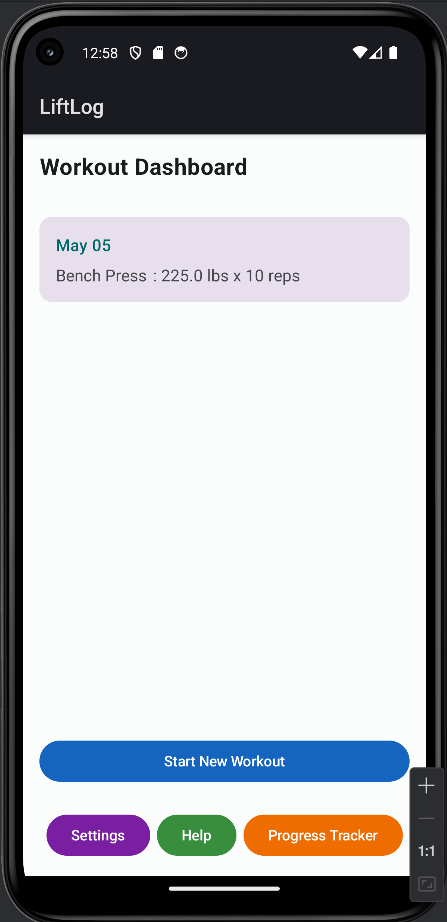 12:58
LiftLog
Workout Dashboard
May 05
Bench Press : 225.0 lbs x 10 reps
Start New Workout
Settings Help Progress Tracker
1:1